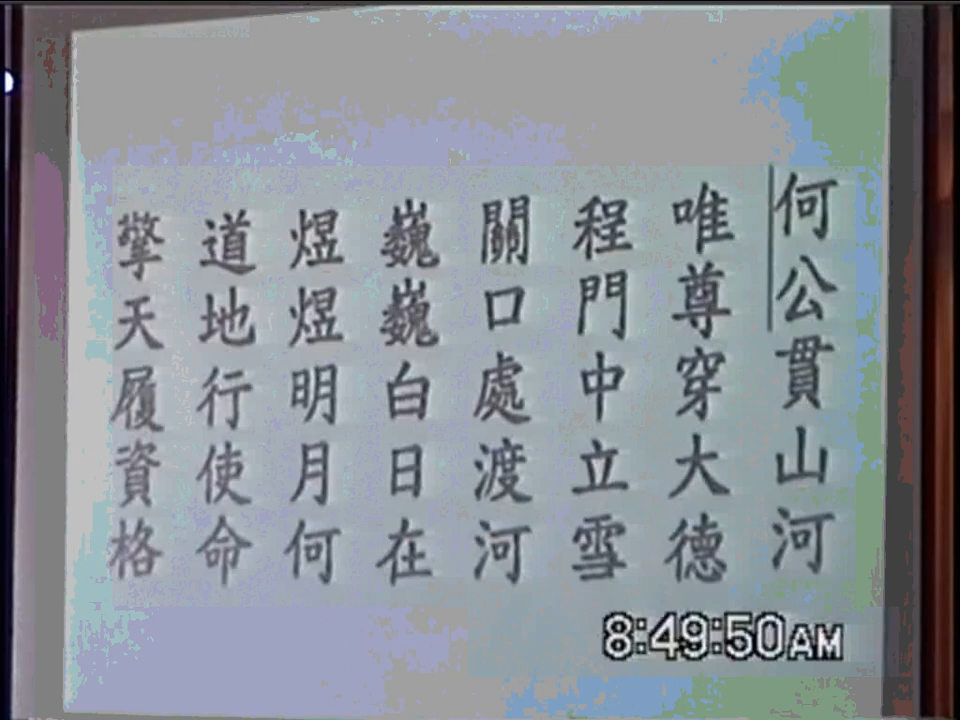 何公貫山河
唯尊穿大德
程門中立雪
關口處渡河
巍巍白日在
煜煜明月何
道地行使命
擎天履資格
8:49:50AM